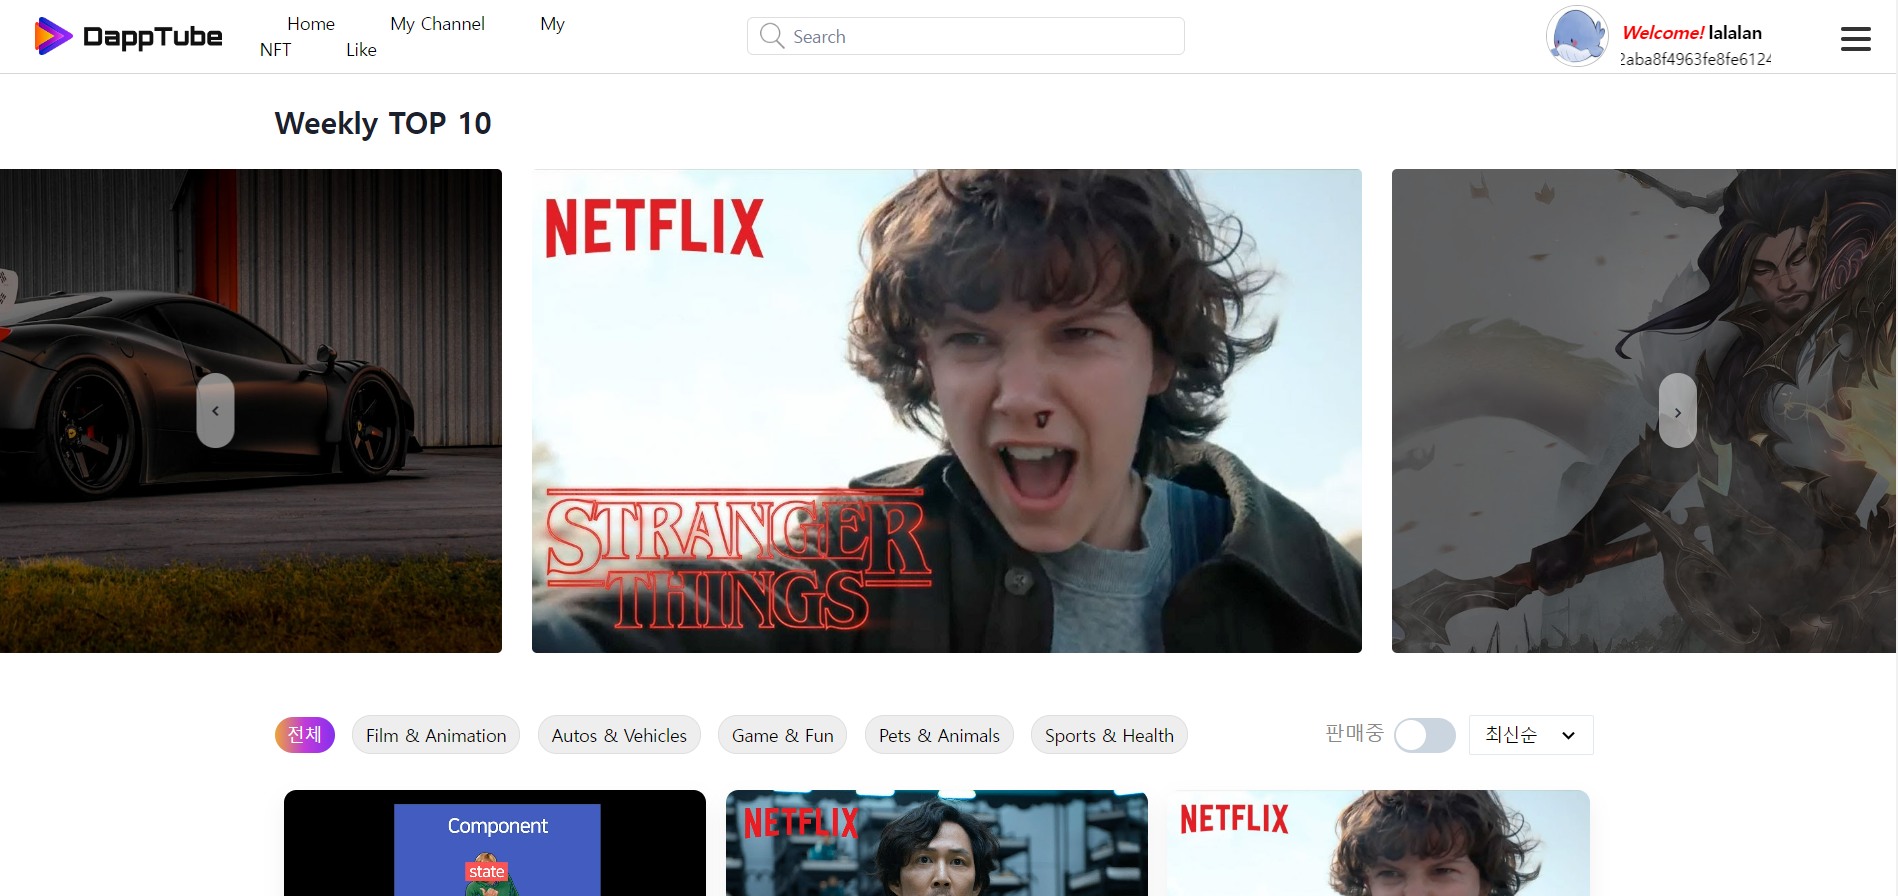 DappTube
Home My Channel My
NFT Like
Search
Welcome! lalalan
2aba8f4963fe8fe6124
Weekly TOP 10
NETFLIX
STRANGER
THINGS
전체 Film & Animation Autos & Vehicles Game & Fun Pets & Animals Sports & Health 판매중 최신순
Component
state
NETFLIX
NETFLIX